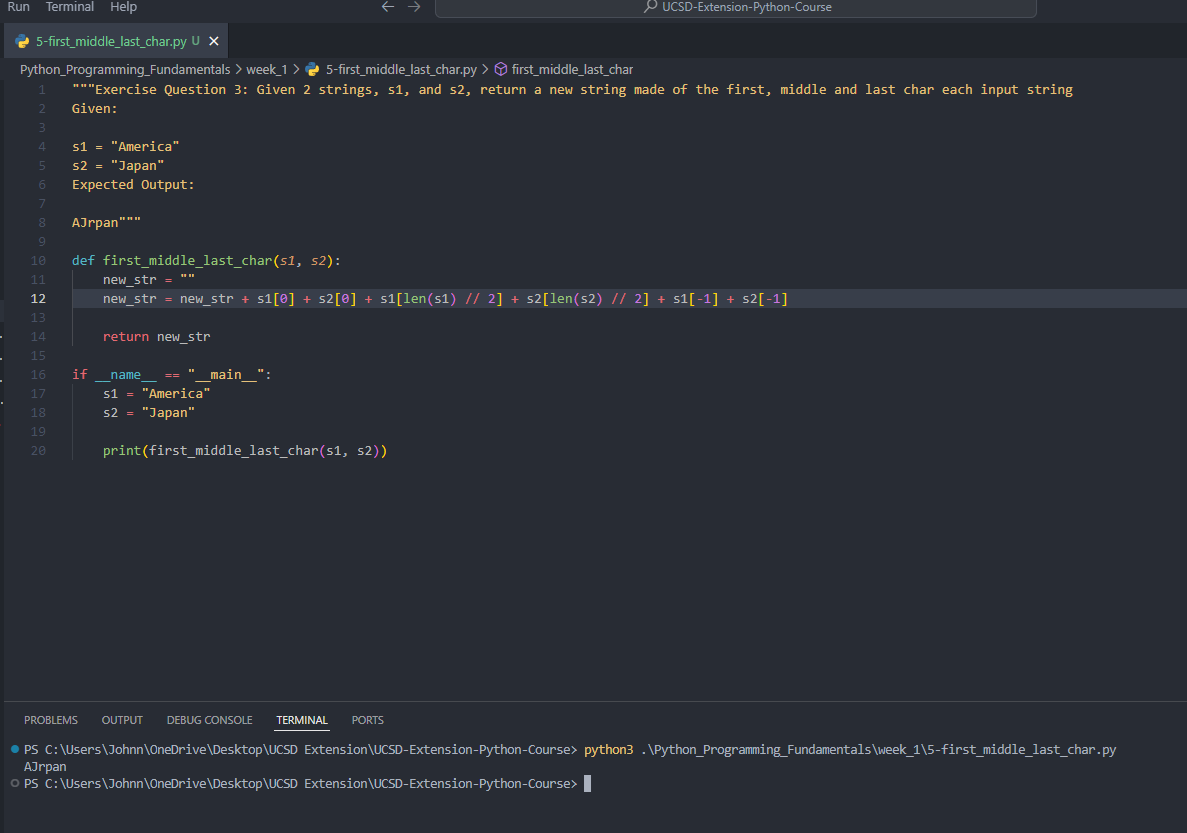 Run Terminal Help ← → UCSD-Extension-Python-Course
5-first_middle_last_char.py U ×
Python_Programming_Fundamentals > week_1 > 5-first_middle_last_char.py > first_middle_last_char
1 """Exercise Question 3: Given 2 strings, s1, and s2, return a new string made of the first, middle and last char each input string
2 Given:
3
4 s1 = "America"
5 s2 = "Japan"
6 Expected Output:
7
8 AJrpan"""
9
10 def first_middle_last_char(s1, s2):
11     new_str = ""
12     new_str = new_str + s1[0] + s2[0] + s1[len(s1) // 2] + s2[len(s2) // 2] + s1[-1] + s2[-1]
13
14     return new_str
15
16 if __name__ == "__main__":
17     s1 = "America"
18     s2 = "Japan"
19
20     print(first_middle_last_char(s1, s2))
PROBLEMS OUTPUT DEBUG CONSOLE TERMINAL PORTS
PS C:\Users\Johnn\OneDrive\Desktop\UCSD Extension\UCSD-Extension-Python-Course> python3 .\Python_Programming_Fundamentals\week_1\5-first_middle_last_char.py
AJrpan
PS C:\Users\Johnn\OneDrive\Desktop\UCSD Extension\UCSD-Extension-Python-Course>